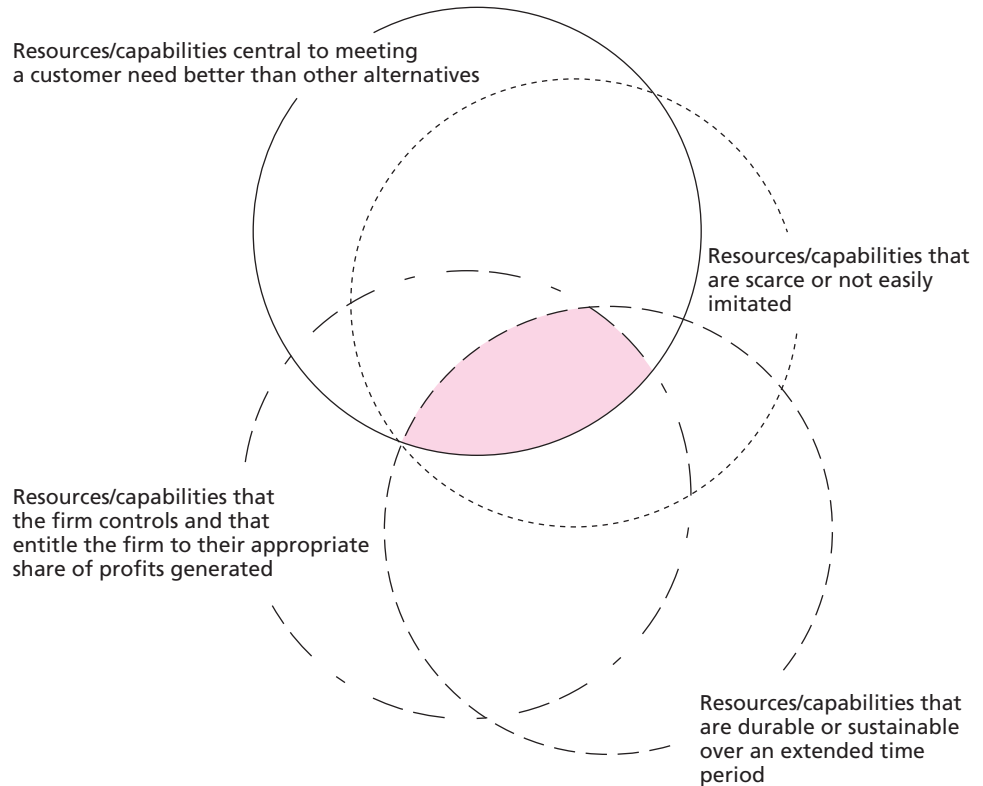 Resources/capabilities central to meeting
a customer need better than other alternatives
Resources/capabilities that
are scarce or not easily
imitated
Resources/capabilities that
the firm controls and that
entitle the firm to their appropriate
share of profits generated
Resources/capabilities that
are durable or sustainable
over an extended time
period